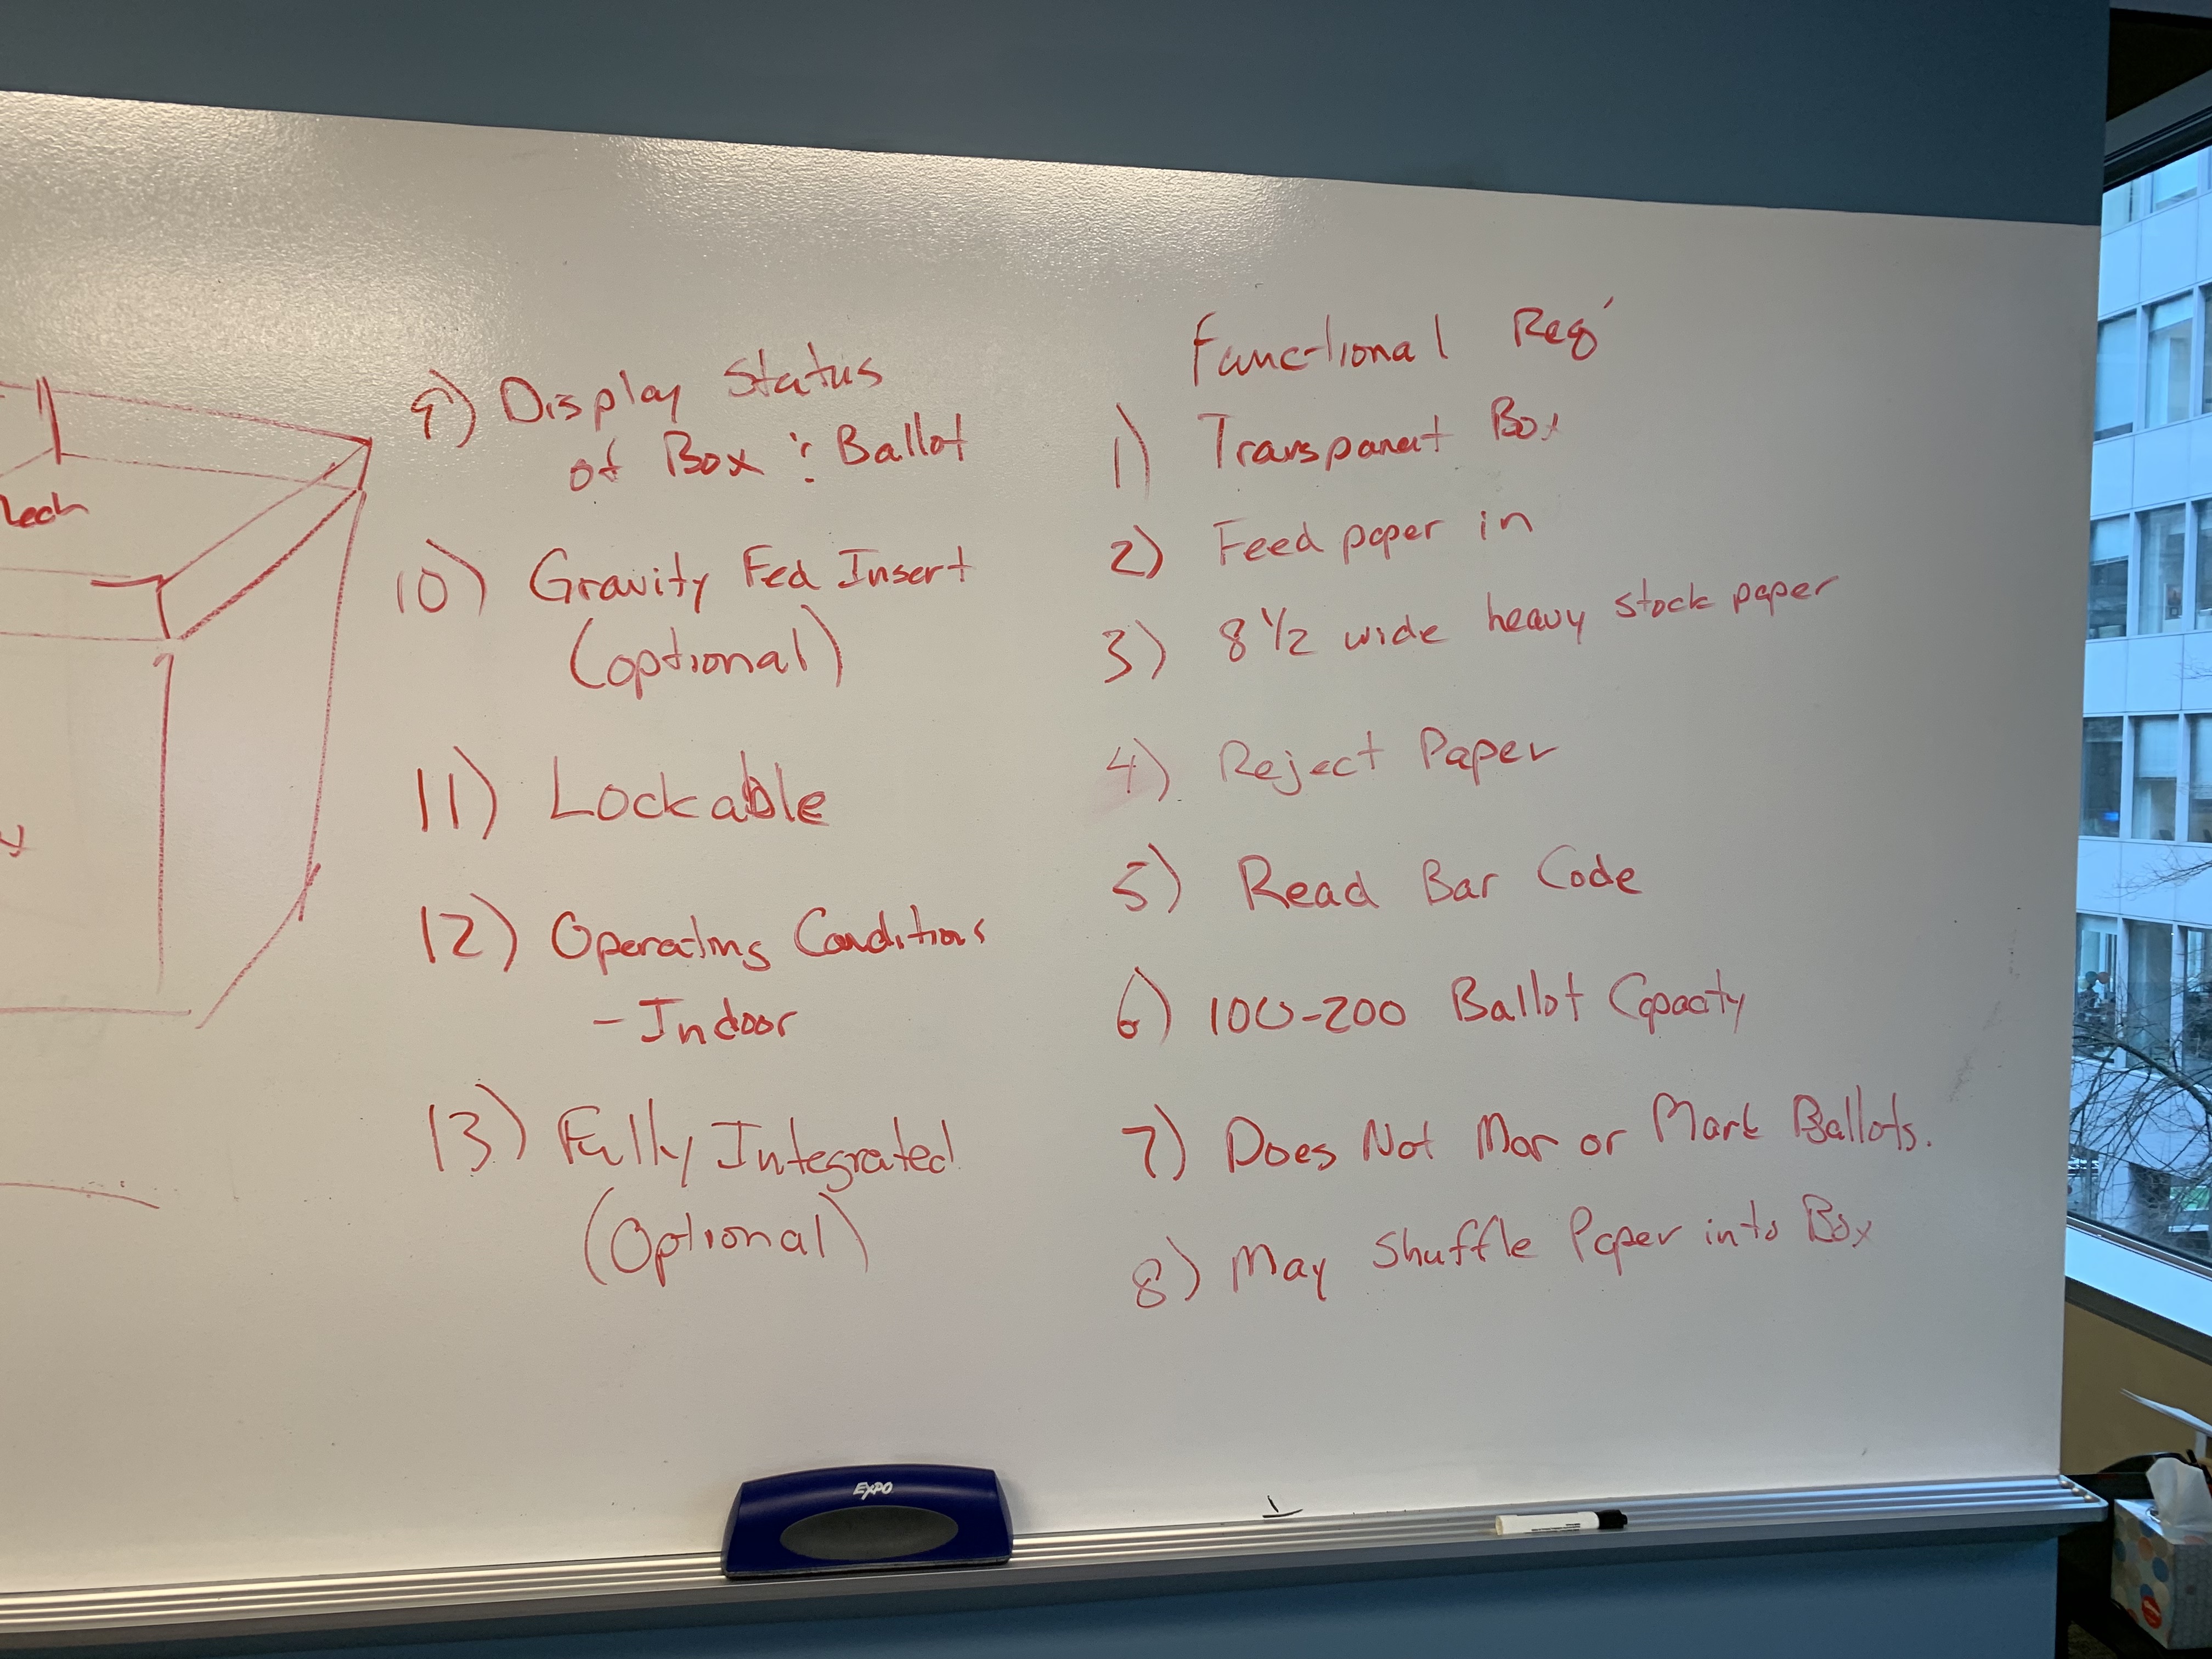 Functional Req'
1) Transparent Box
2) Feed paper in
3) 8 1/2 wide heavy stock paper
4) Reject Paper
5) Read Bar Code
6) 100-200 Ballot Capacity
7) Does Not Mar or Mark Ballots.
8) May Shuffle Paper into Box
9) Display Status
of Box & Ballot
10) Gravity Fed Insert
(optional)
11) Lockable
12) Operating Conditions
- Indoor
13) Fully Integrated
(Optional)
EXPO